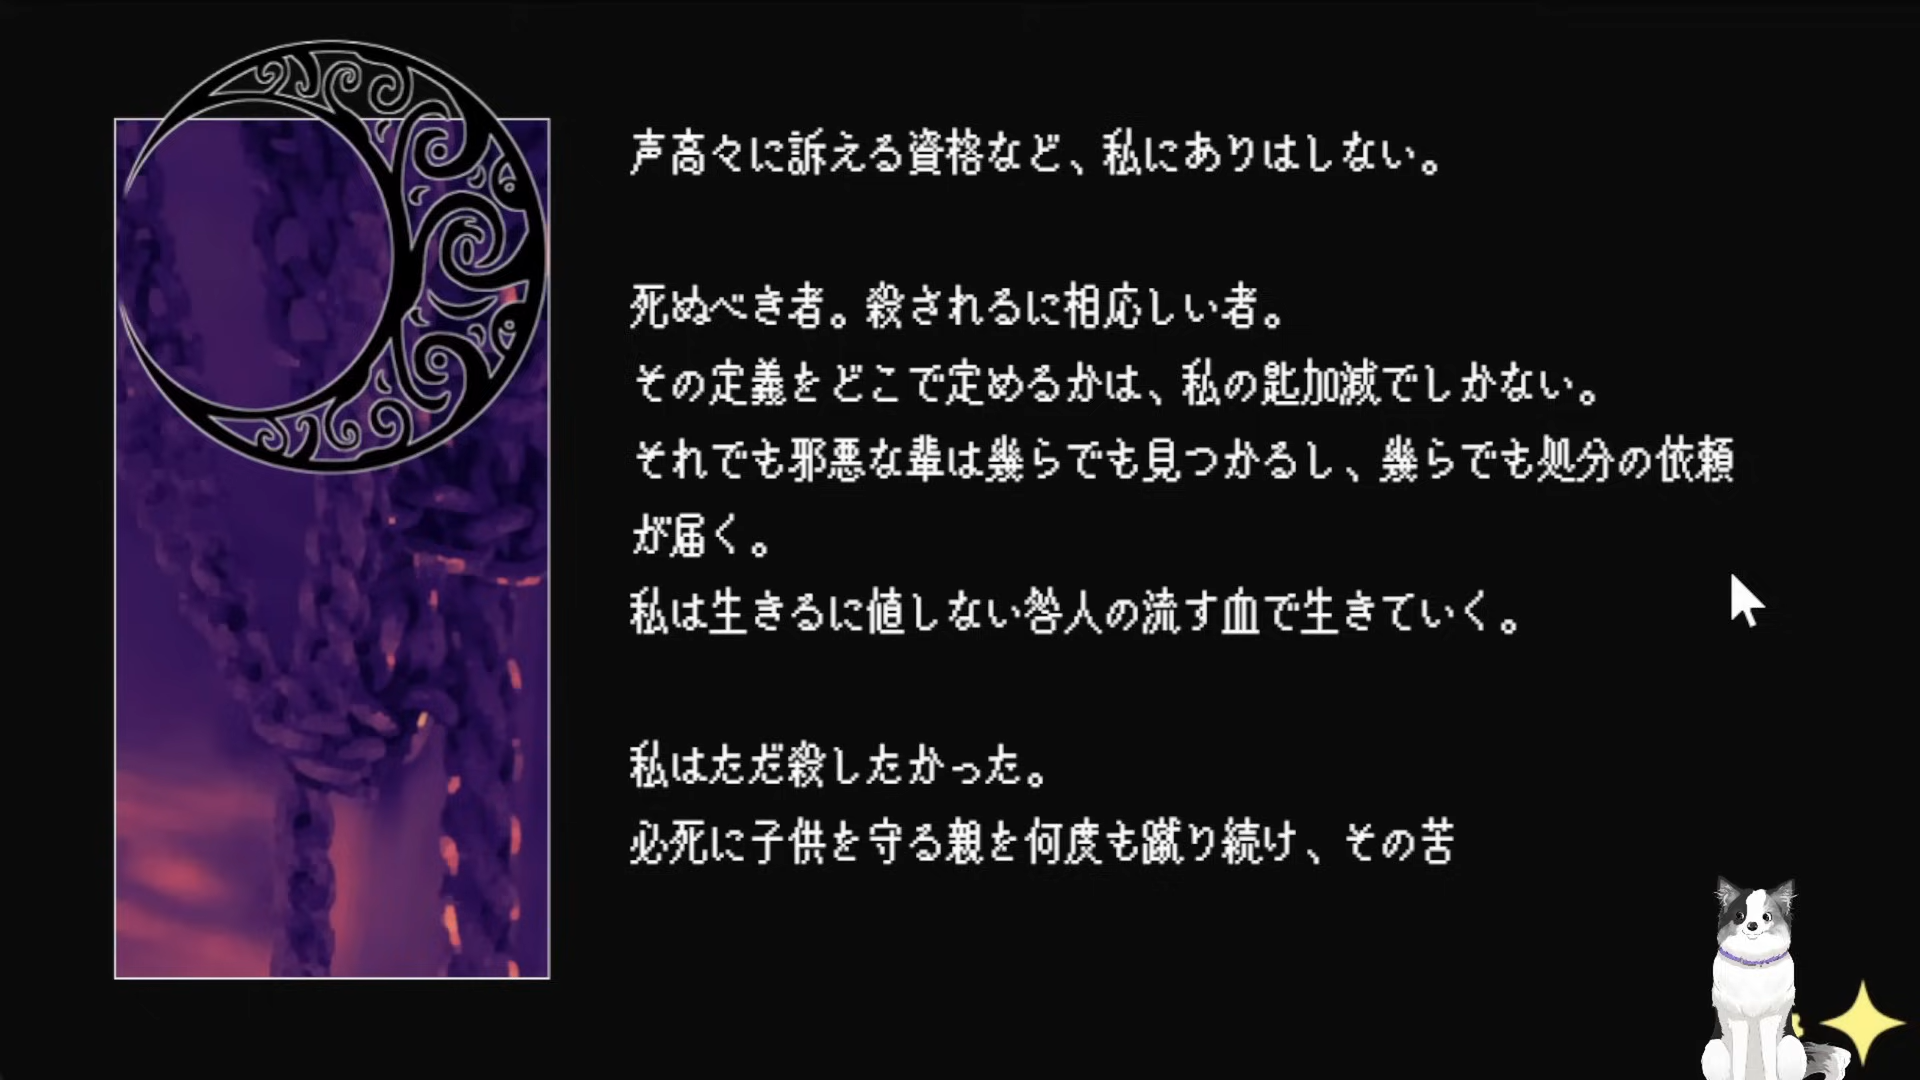 声高々に訴える資格など、私にありはしない。
死ぬべき者。殺されるに相応しい者。
その定義をどこで定めるかは、私の匙加減でしかない。
それでも邪悪な輩は幾らでも見つかるし、幾らでも処分の依頼
が届く。
私は生きるに値しない咎人の流す血で生きていく。
私はただ殺したかった。
必死に子供を守る親を何度も蹴り続け、その苦